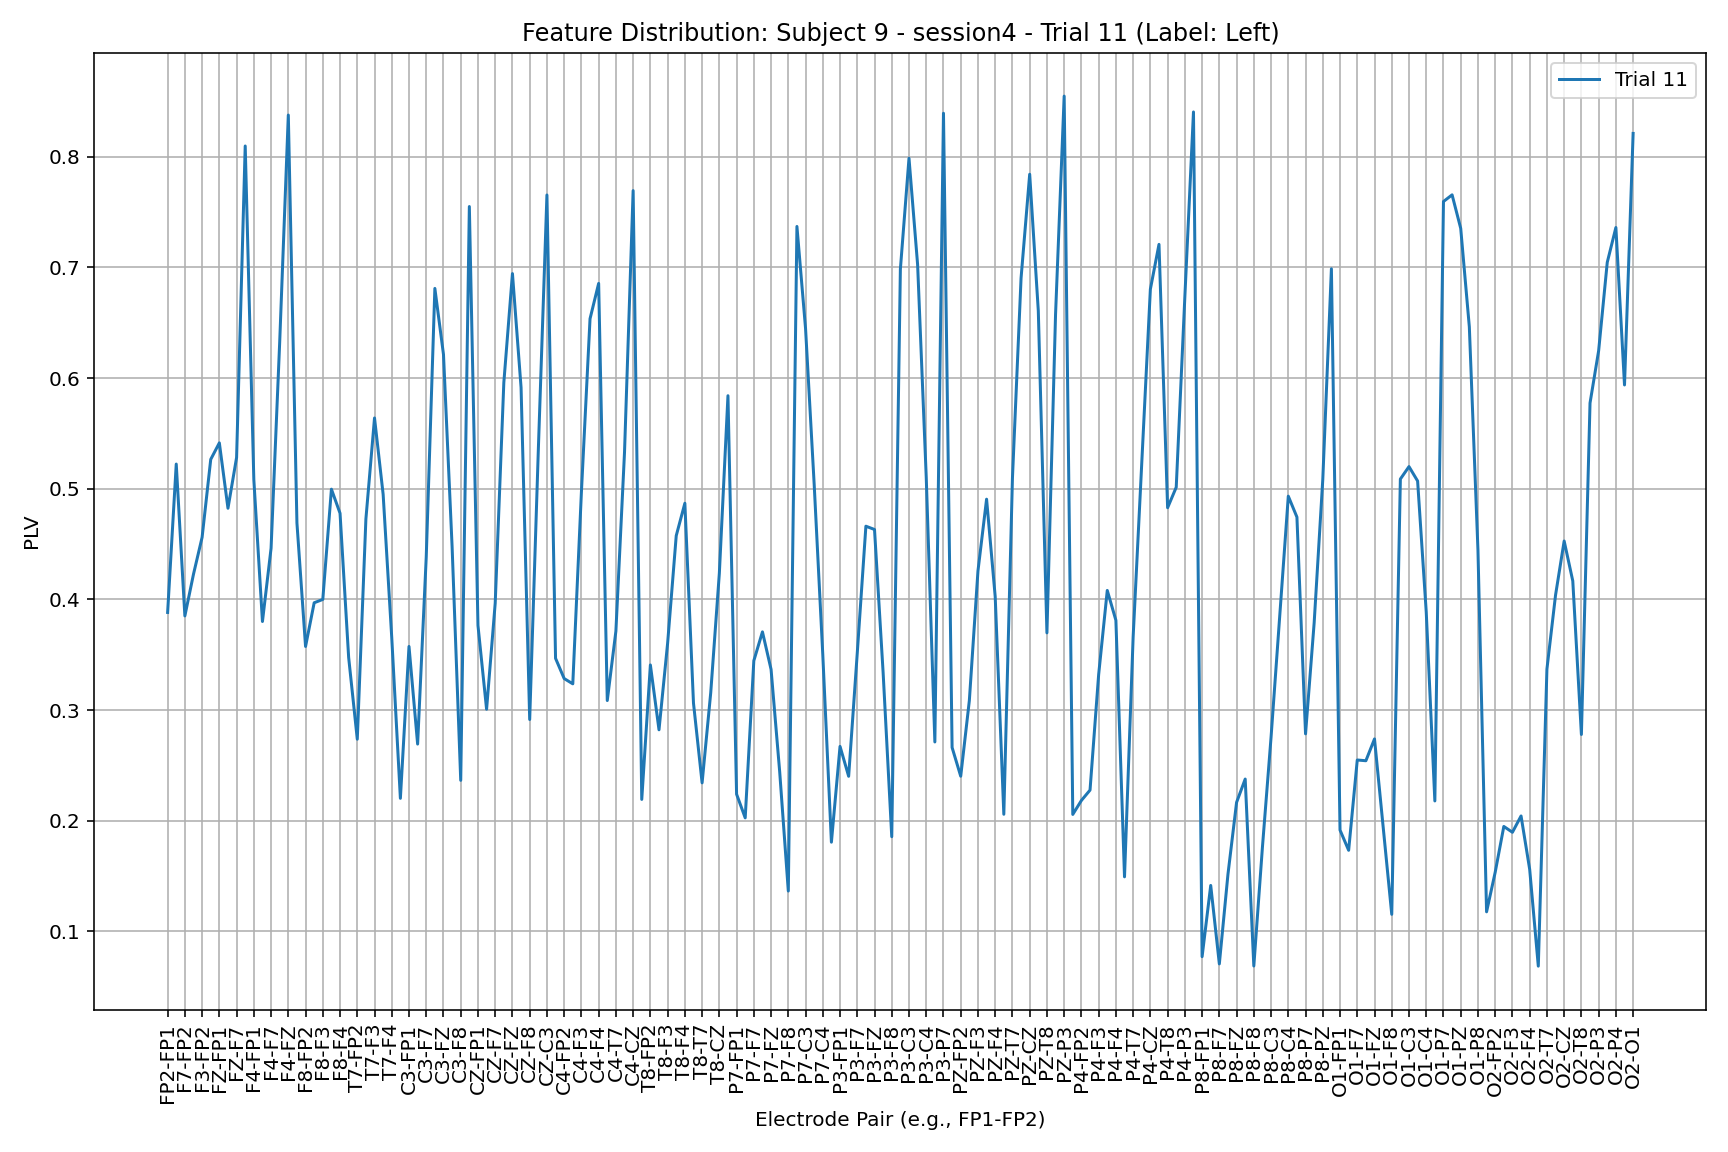 Feature Distribution: Subject 9 - session4 - Trial 11 (Label: Left)
Trial 11
0.8
0.7
0.6
0.5
0.4
0.3
0.2
0.1
PLV
FP2-FP1
F7-FP2
F3-FP2
FZ-FP1
FZ-F7
F4-FP1
F4-F7
F4-FZ
F8-FP2
F8-F3
F8-F4
T7-FP2
T7-F3
T7-F4
C3-FP1
C3-F7
C3-FZ
C3-F8
CZ-FP1
CZ-F7
CZ-FZ
CZ-F8
CZ-C3
C4-FP2
C4-F3
C4-F4
C4-T7
C4-CZ
T8-FP2
T8-F3
T8-F4
T8-T7
T8-CZ
P7-FP1
P7-F7
P7-FZ
P7-F8
P7-C3
P7-C4
P3-FP1
P3-F7
P3-FZ
P3-F8
P3-C3
P3-C4
P3-P7
PZ-FP2
PZ-F3
PZ-F4
PZ-T7
PZ-CZ
PZ-T8
PZ-P3
P4-FP2
P4-F3
P4-F4
P4-T7
P4-CZ
P4-T8
P4-P3
P8-FP1
P8-F7
P8-FZ
P8-F8
P8-C3
P8-C4
P8-P7
P8-PZ
O1-FP1
O1-F7
O1-FZ
O1-F8
O1-C3
O1-C4
O1-P7
O1-PZ
O1-P8
O2-FP2
O2-F3
O2-F4
O2-T7
O2-CZ
O2-T8
O2-P3
O2-P4
O2-O1
Electrode Pair (e.g., FP1-FP2)